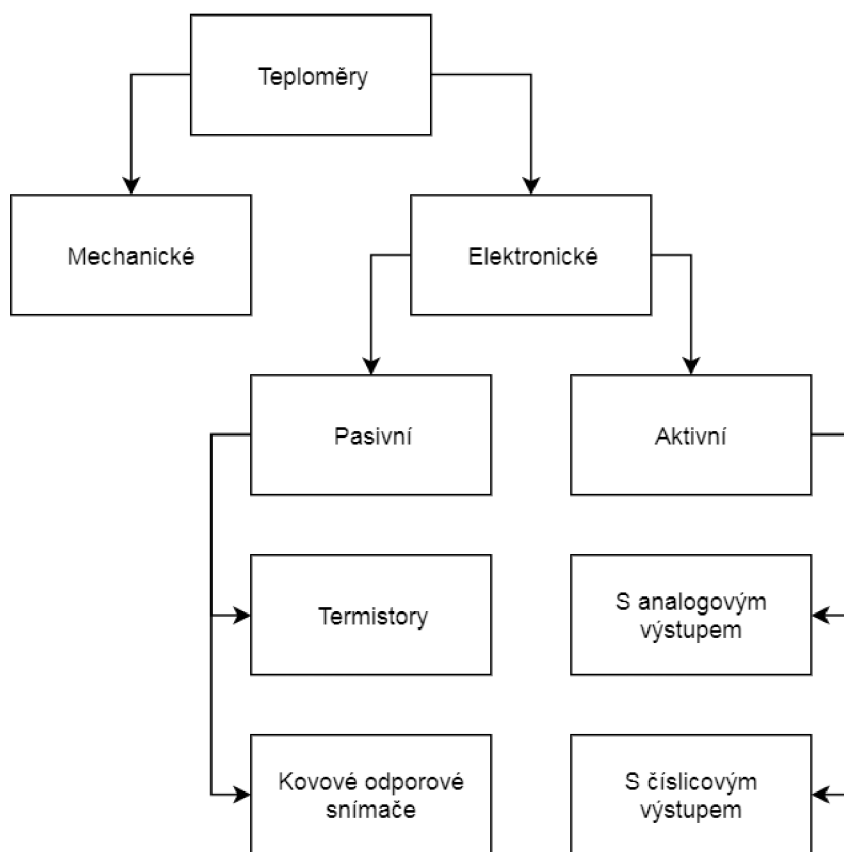 Teploměry
Mechanické
Elektronické
Pasivní
Aktivní
Termistory
S analogovým
výstupem
Kovové odporové
snímače
S číslicovým
výstupem